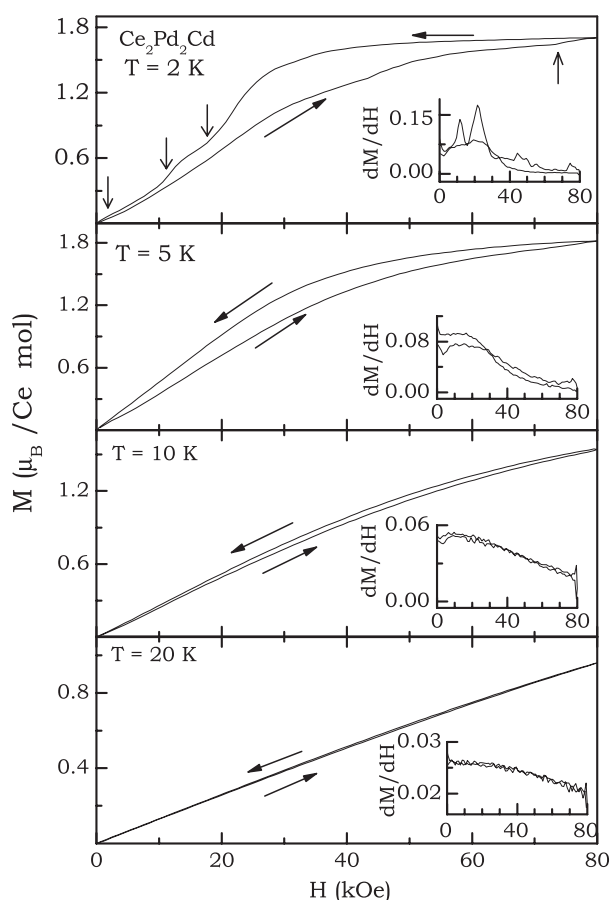 Ce₂Pd₂Cd
T = 2 K
1.8
1.2
0.6
dM/dH
0.15
0.00
0 20 40 60 80
T = 5 K
1.8
1.2
0.6
dM/dH
0.08
0.00
0 40 80
M (μ_B /Ce mol)
T = 10 K
1.2
0.6
dM/dH
0.06
0.00
0 40 80
T = 20 K
0.8
0.4
dM/dH
0.03
0.02
0 40 80
0 20 40 60 80
H (kOe)